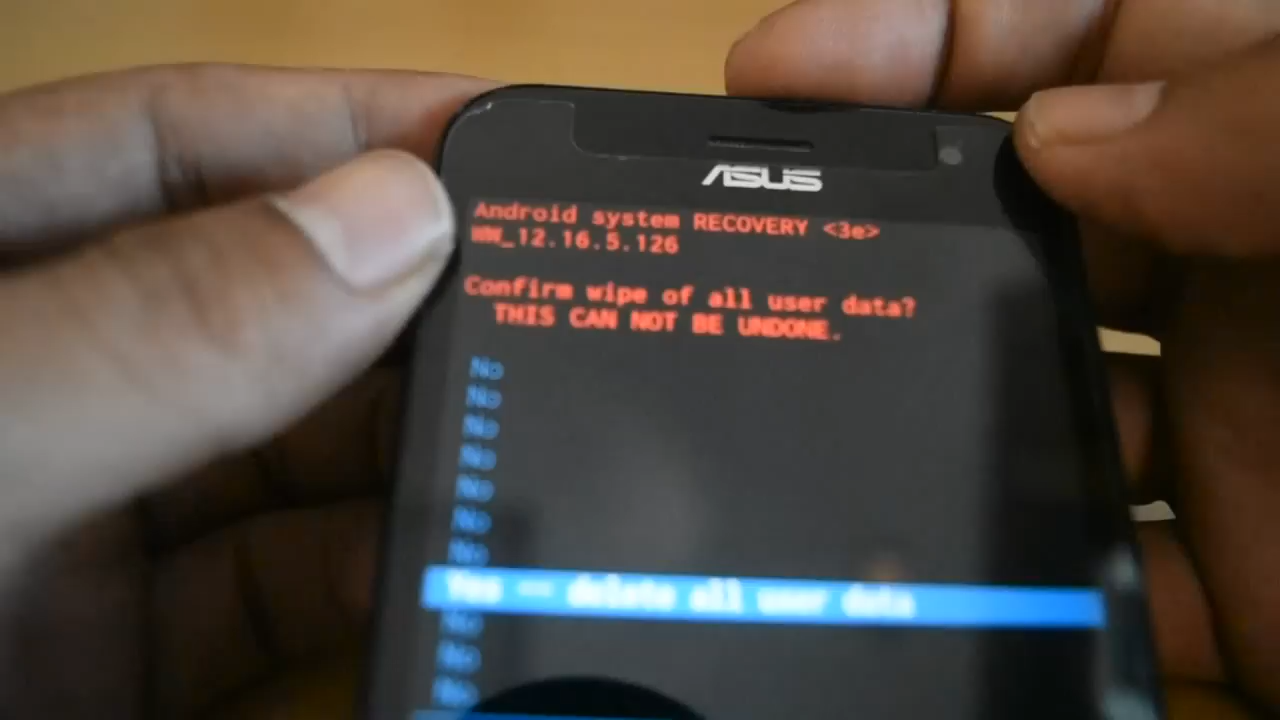 ASUS
Android system RECOVERY <3e>
WW_12.16.5.126
Confirm wipe of all user data?
THIS CAN NOT BE UNDONE.
No
No
No
No
No
No
No
Yes -- delete all user data
No
No
No